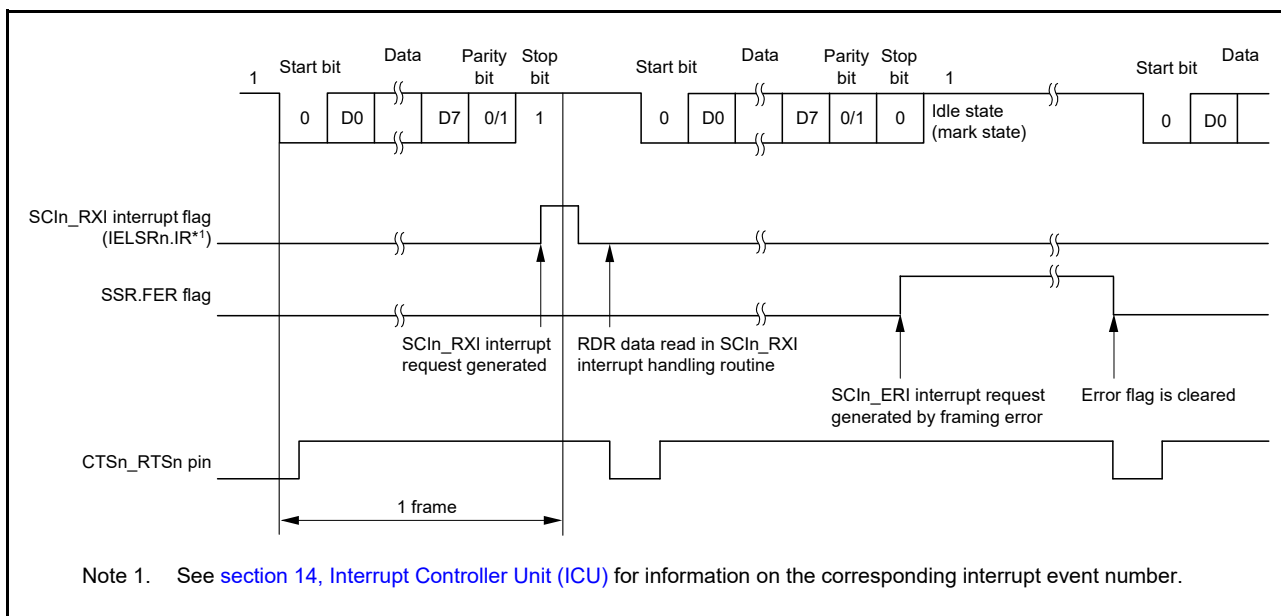 1 Start bit Data Parity bit Stop bit Start bit Data Parity bit Stop bit 1 Start bit Data
0 D0 D7 0/1 1 0 D0 D7 0/1 0 Idle state (mark state) 0 D0
SCIn_RXI interrupt flag
(IELSRn.IR*1)
SSR.FER flag
SCIn_RXI interrupt
request generated
RDR data read in SCIn_RXI
interrupt handling routine
SCIn_ERI interrupt request
generated by framing error
Error flag is cleared
CTSn_RTSn pin
1 frame
Note 1. See section 14, Interrupt Controller Unit (ICU) for information on the corresponding interrupt event number.